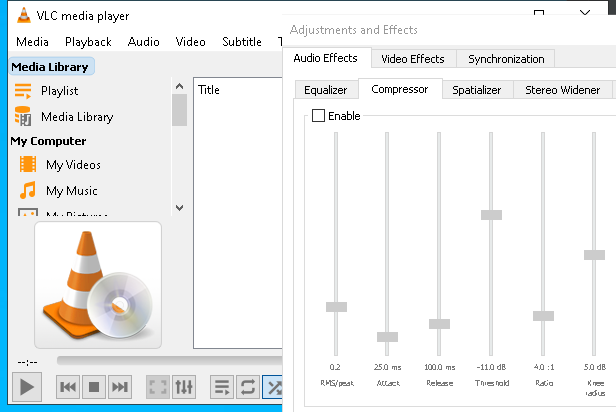 VLC media player
Media Playback Audio Video Subtitle
Media Library
Playlist
Media Library
My Computer
My Videos
My Music
My Pictures
Title
--:--
Adjustments and Effects
Audio Effects Video Effects Synchronization
Equalizer Compressor Spatializer Stereo Widener
Enable
0.2 25.0 ms 100.0 ms -11.0 dB 4.0 :1 5.0 dB
RMS/peak Attack Release Threshold Ratio Knee
radius